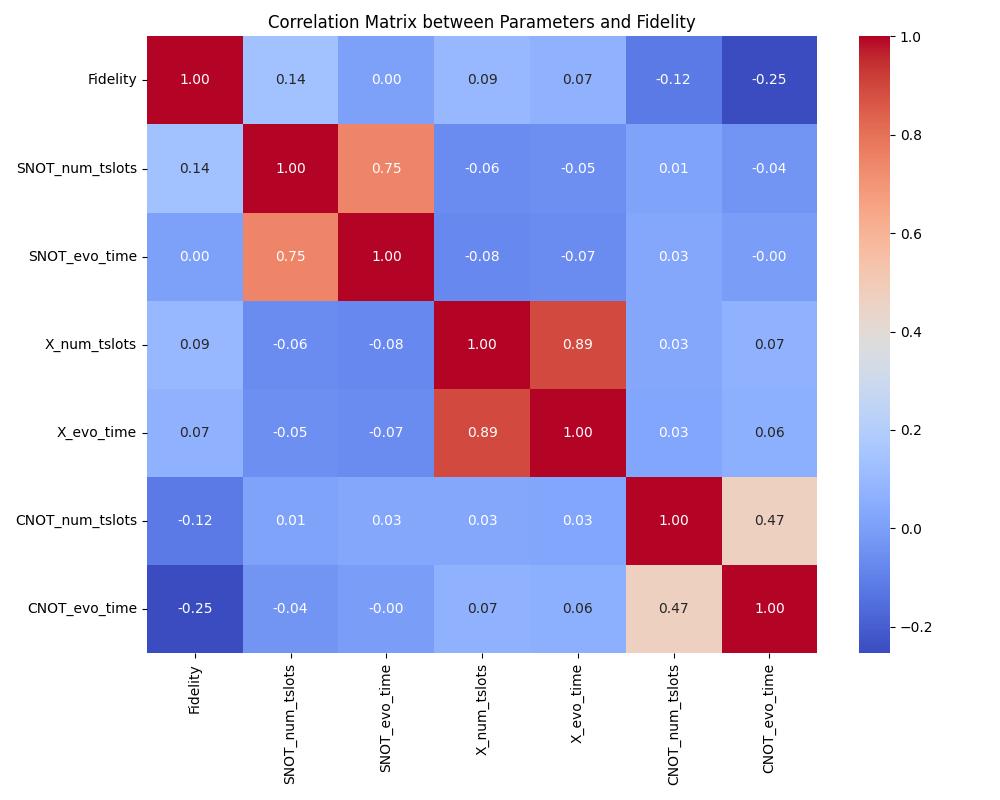 Correlation Matrix between Parameters and Fidelity
Fidelity 1.00 0.14 0.00 0.09 0.07 -0.12 -0.25
SNOT_num_tslots 0.14 1.00 0.75 -0.06 -0.05 0.01 -0.04
SNOT_evo_time 0.00 0.75 1.00 -0.08 -0.07 0.03 -0.00
X_num_tslots 0.09 -0.06 -0.08 1.00 0.89 0.03 0.07
X_evo_time 0.07 -0.05 -0.07 0.89 1.00 0.03 0.06
CNOT_num_tslots -0.12 0.01 0.03 0.03 0.03 1.00 0.47
CNOT_evo_time -0.25 -0.04 -0.00 0.07 0.06 0.47 1.00
Fidelity
SNOT_num_tslots
SNOT_evo_time
X_num_tslots
X_evo_time
CNOT_num_tslots
CNOT_evo_time
1.0
0.8
0.6
0.4
0.2
0.0
−0.2